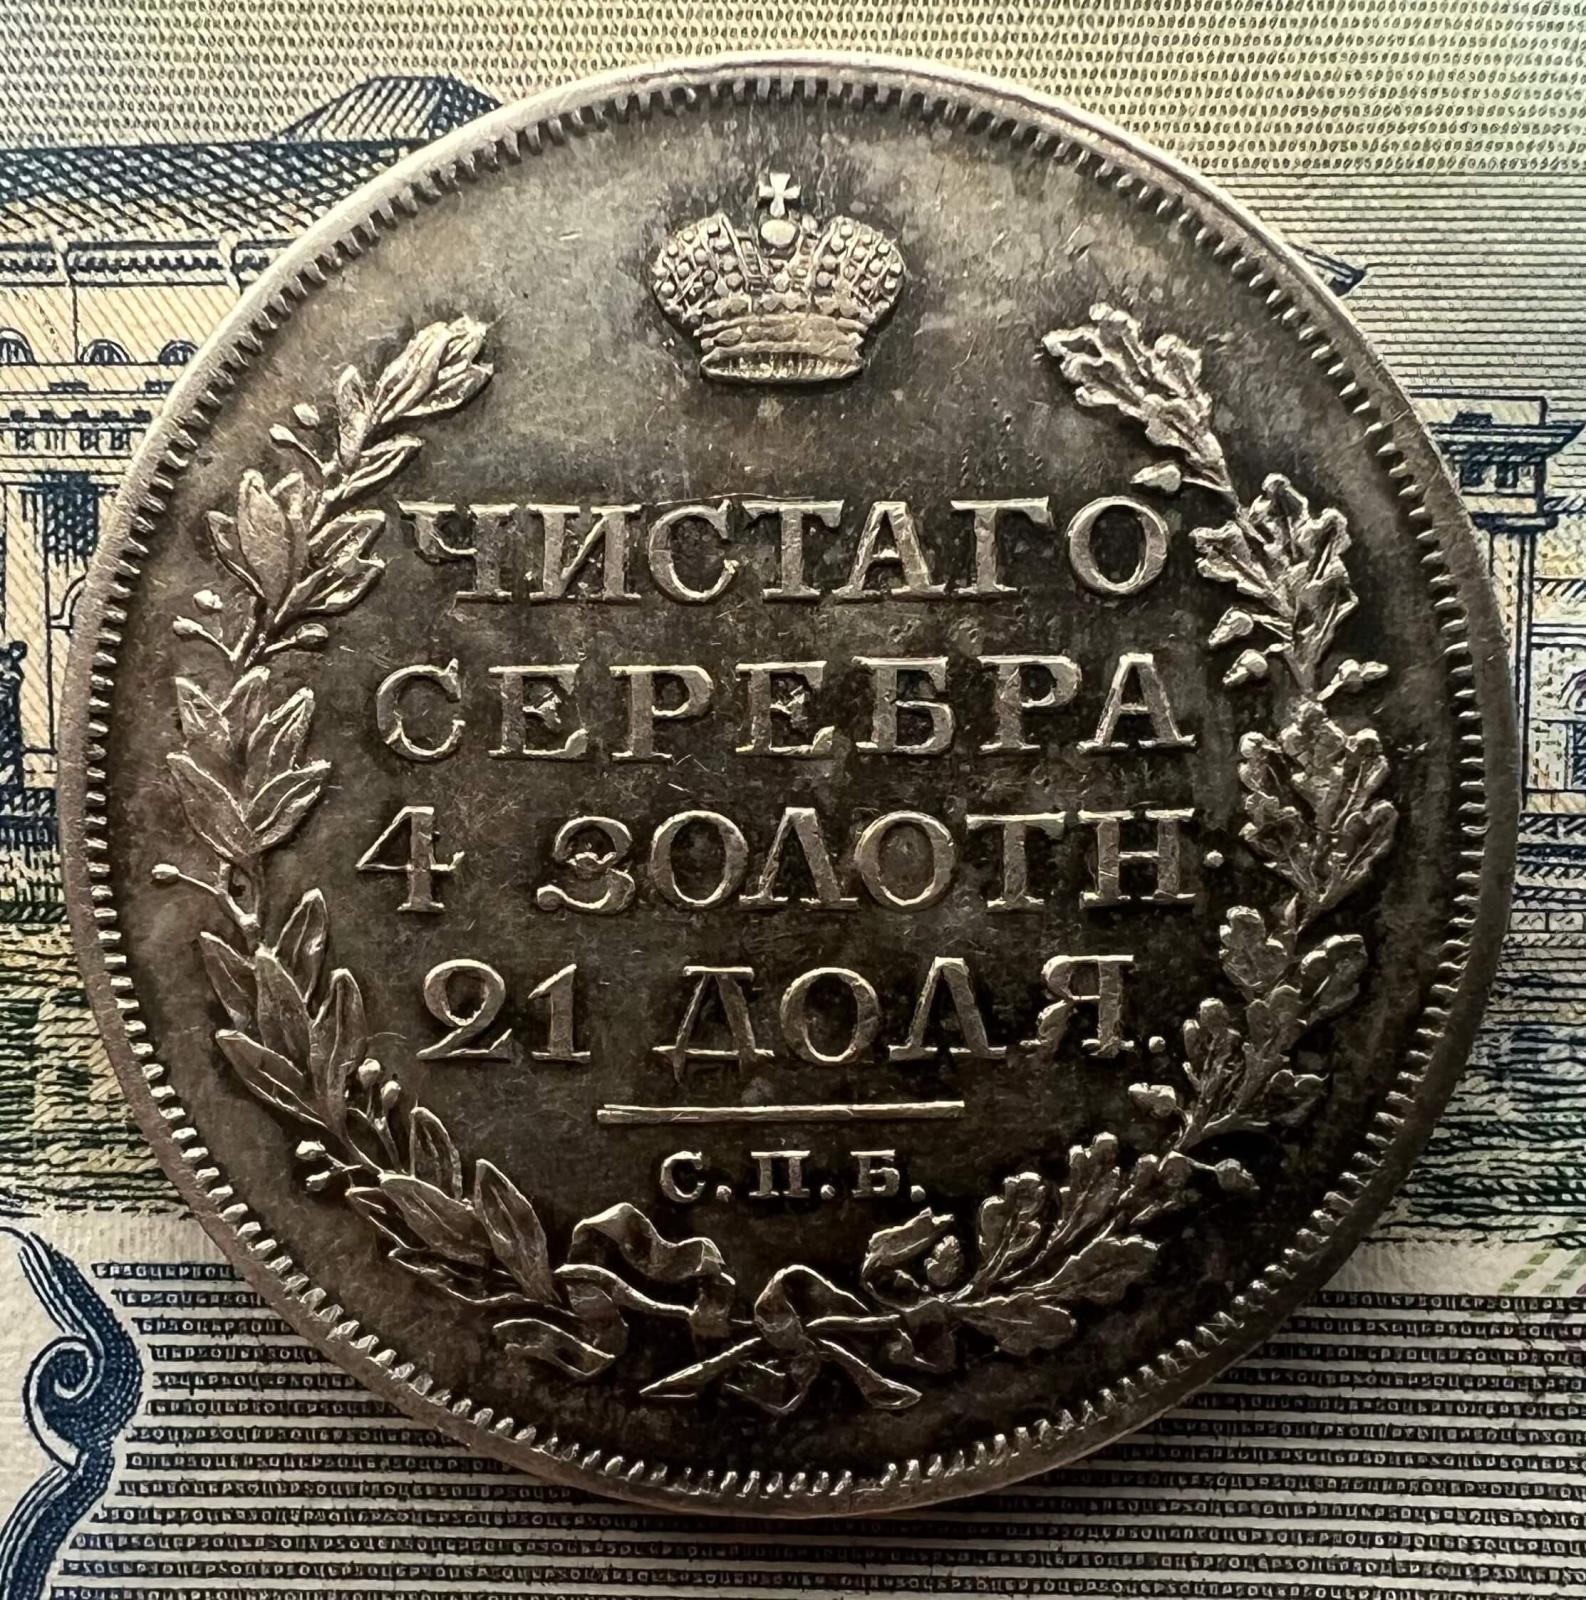 ЧИСТАГО
СЕРЕБРА
4 ЗОЛОТН.
21 ДОЛЯ.
С.П.Б.